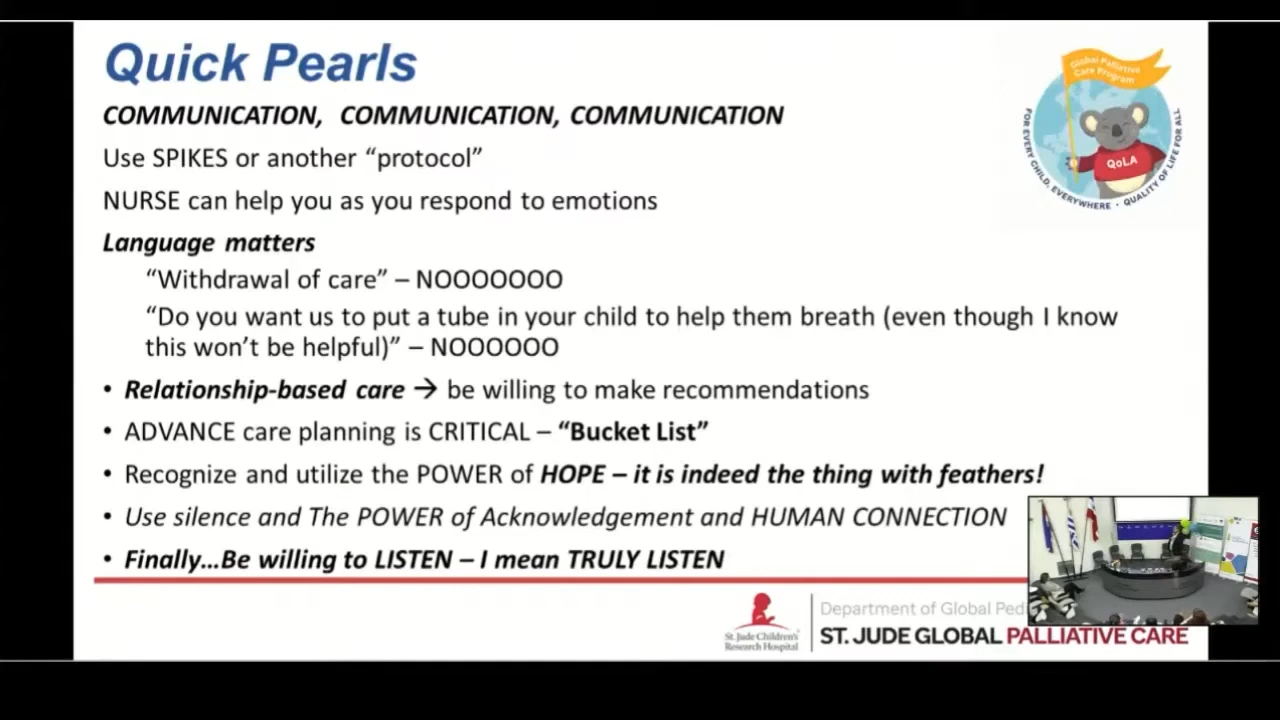 Quick Pearls
COMMUNICATION, COMMUNICATION, COMMUNICATION
Use SPIKES or another “protocol”
NURSE can help you as you respond to emotions
Language matters
“Withdrawal of care” – NOOOOOOO
“Do you want us to put a tube in your child to help them breath (even though I know
this won’t be helpful)” – NOOOOOO
• Relationship-based care → be willing to make recommendations
• ADVANCE care planning is CRITICAL – “Bucket List”
• Recognize and utilize the POWER of HOPE – it is indeed the thing with feathers!
• Use silence and The POWER of Acknowledgement and HUMAN CONNECTION
• Finally...Be willing to LISTEN – I mean TRULY LISTEN
Global Palliative
Care Program
QoLA
FOR EVERY CHILD, EVERYWHERE · QUALITY OF LIFE FOR ALL
St. Jude Children's
Research Hospital
Department of Global
ST. JUDE GLOBAL PALLIATIVE CARE